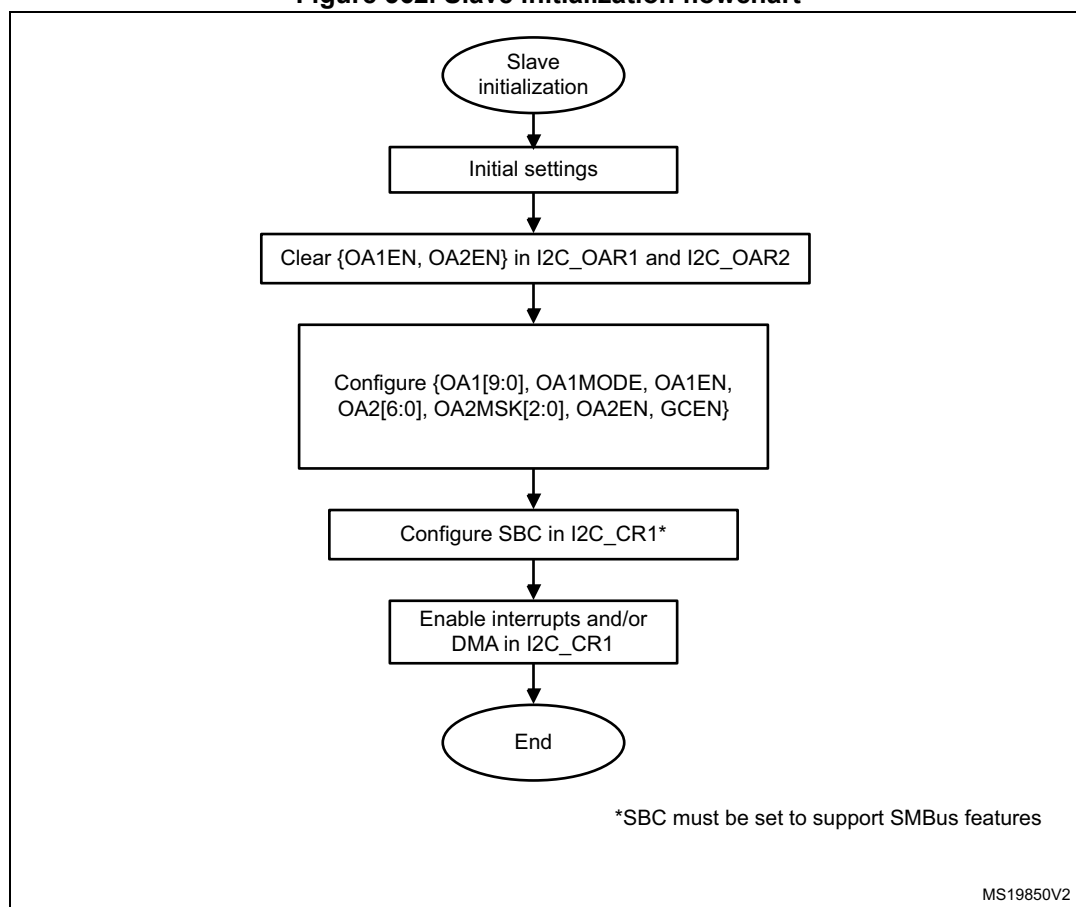 Slave
initialization
Initial settings
Clear {OA1EN, OA2EN} in I2C_OAR1 and I2C_OAR2
Configure {OA1[9:0], OA1MODE, OA1EN,
OA2[6:0], OA2MSK[2:0], OA2EN, GCEN}
Configure SBC in I2C_CR1*
Enable interrupts and/or
DMA in I2C_CR1
End
*SBC must be set to support SMBus features
MS19850V2